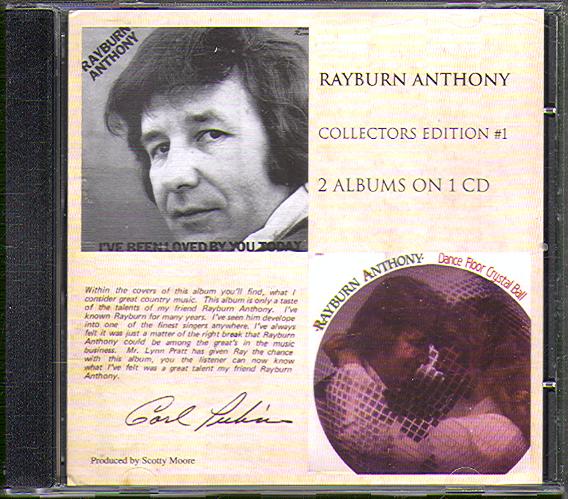 RAYBURN
ANTHONY
I'VE BEEN LOVED BY YOU TODAY
RAYBURN ANTHONY
COLLECTORS EDITION #1
2 ALBUMS ON 1 CD
Within the covers of this album you'll find, what I
consider great country music. This album is only a taste
of the talents of my friend Rayburn Anthony. I've
known Rayburn for many years. I've seen him develope
into one of the finest singers anywhere. I've always
felt it was just a matter of the right break that Rayburn
Anthony could be among the great's in the music
business. Mr. Lynn Pratt has given Ray the chance
with this album, you the listener can now know
what I've felt was a great talent my friend Rayburn
Anthony.
Carl Perkins
Produced by Scotty Moore
RAYBURN ANTHONY
Dance Floor Crystal Ball